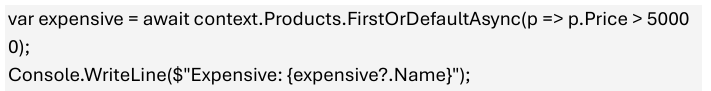 var expensive = await context.Products.FirstOrDefaultAsync(p => p.Price > 5000
0);
Console.WriteLine($"Expensive: {expensive?.Name}");